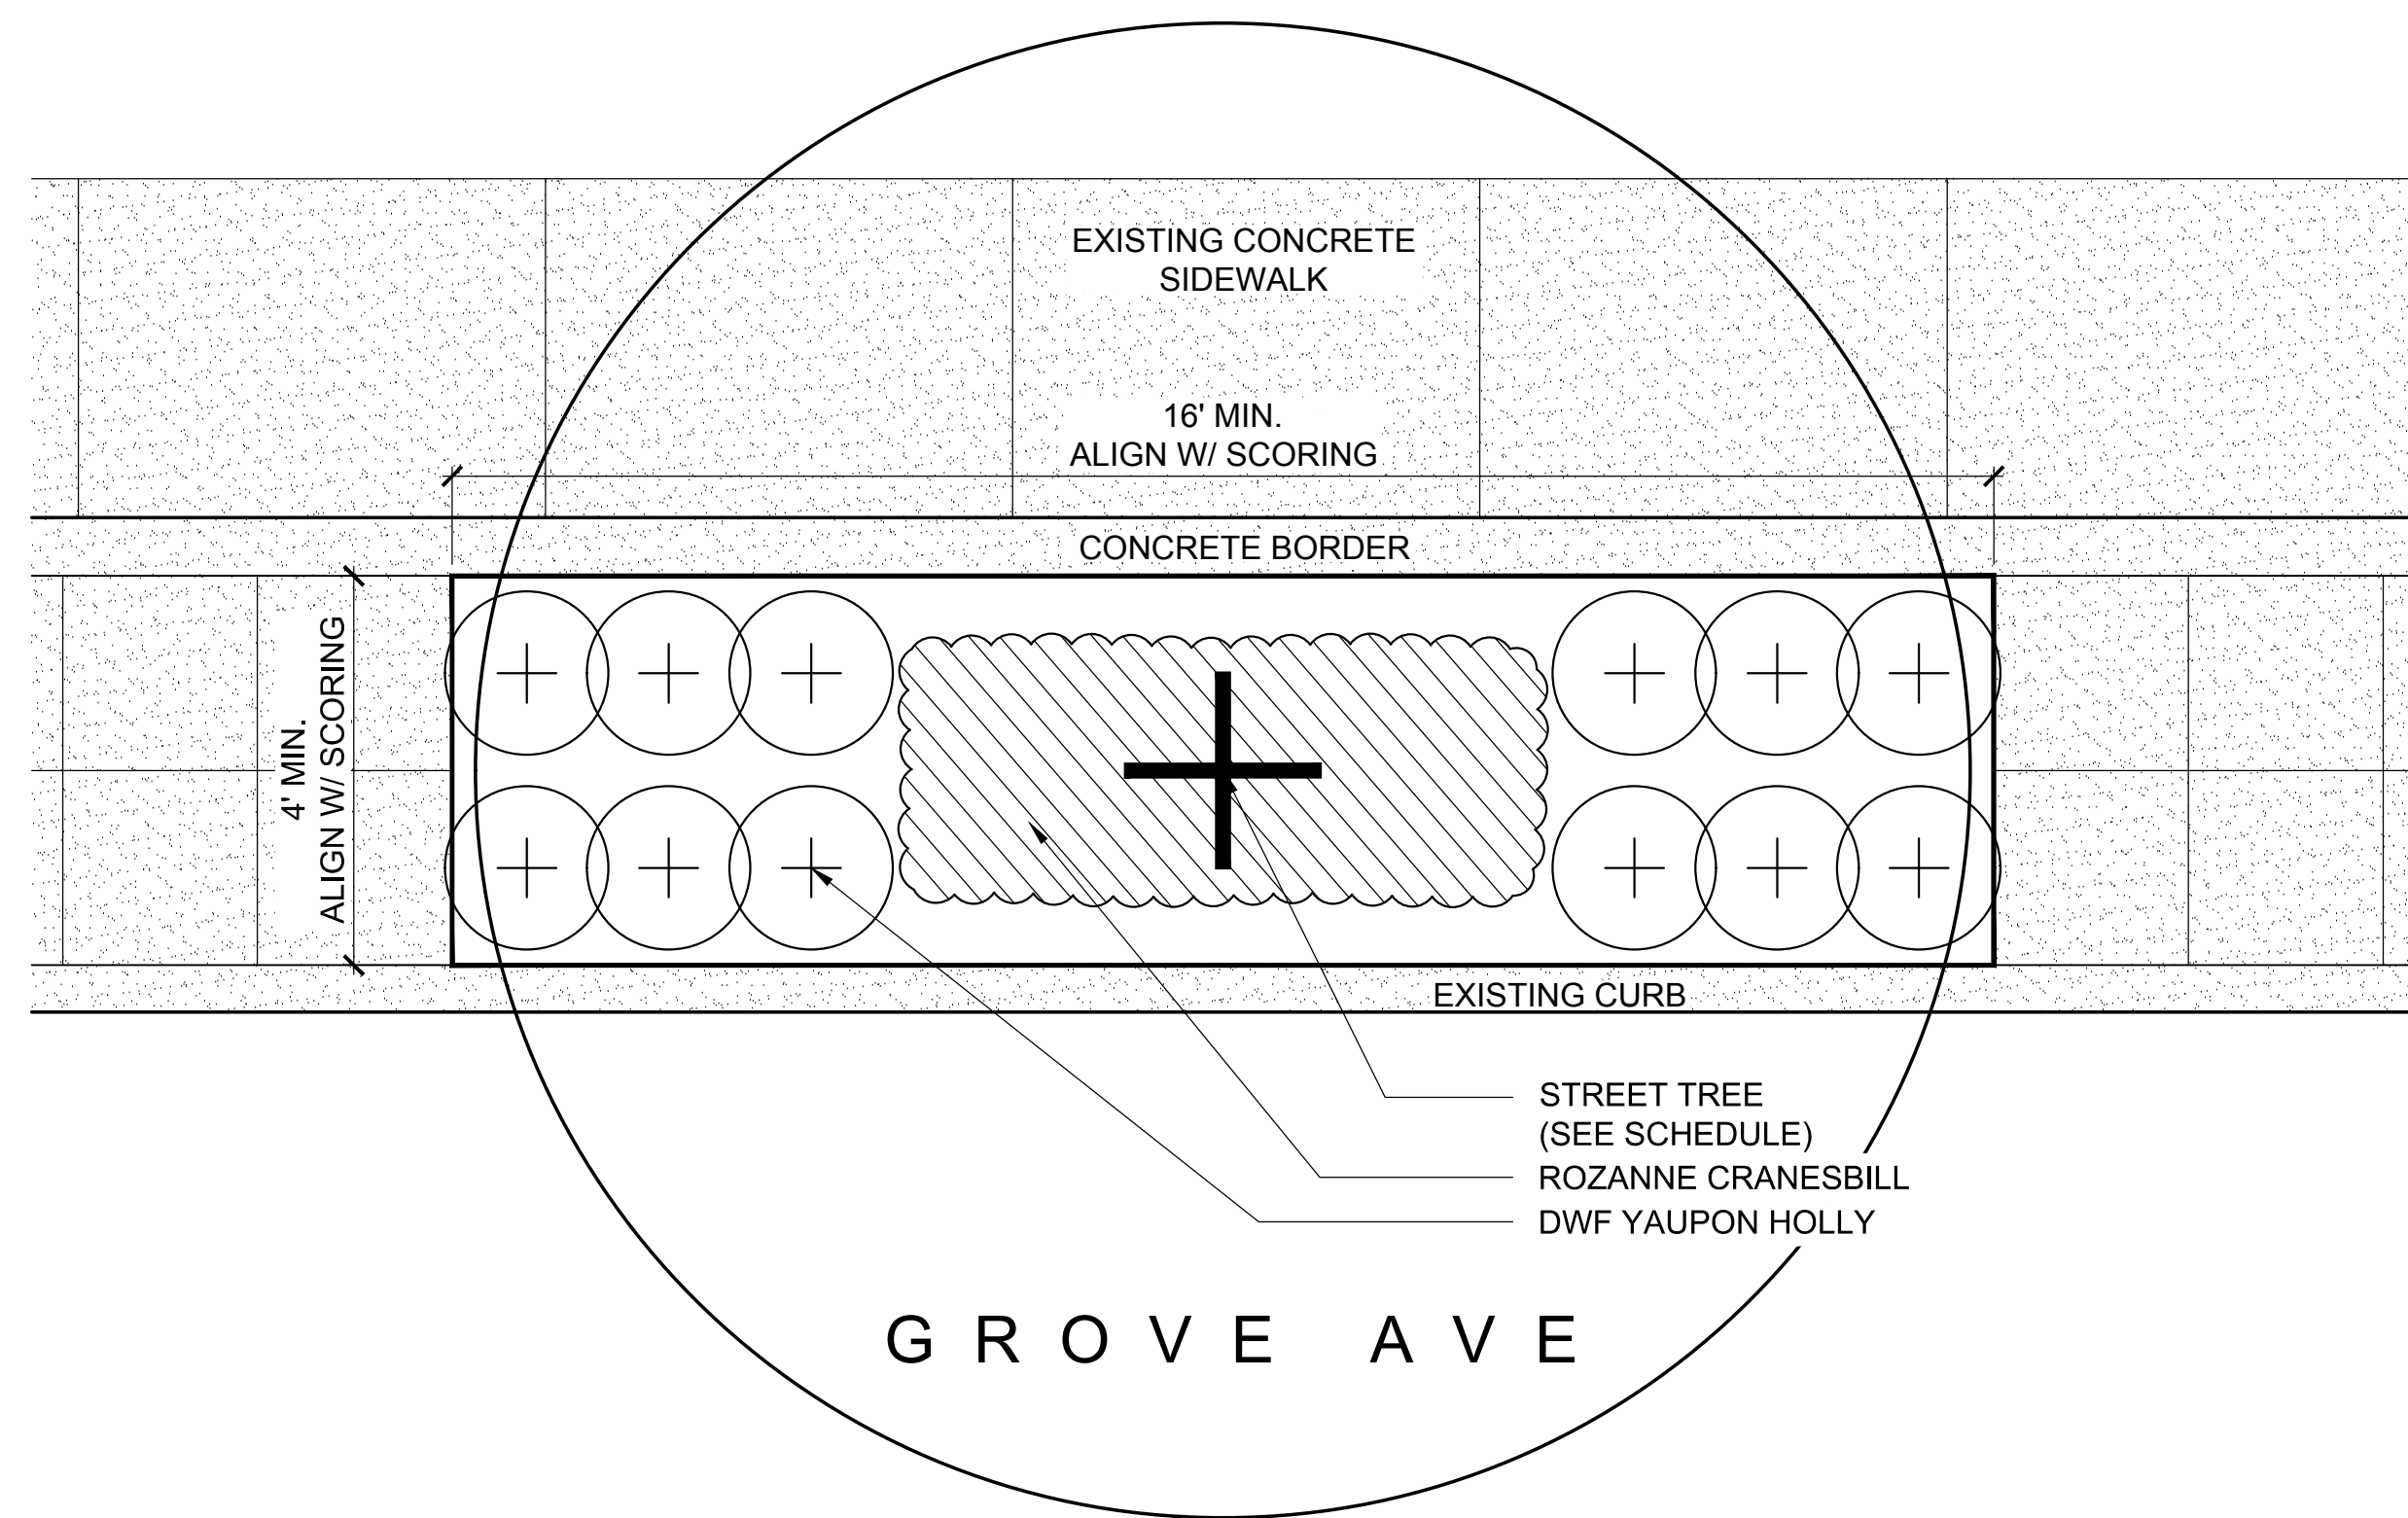 EXISTING CONCRETE
SIDEWALK
16' MIN.
ALIGN W/ SCORING
CONCRETE BORDER
4' MIN.
ALIGN W/ SCORING
EXISTING CURB
STREET TREE
(SEE SCHEDULE)
ROZANNE CRANESBILL
DWF YAUPON HOLLY
GROVE AVE